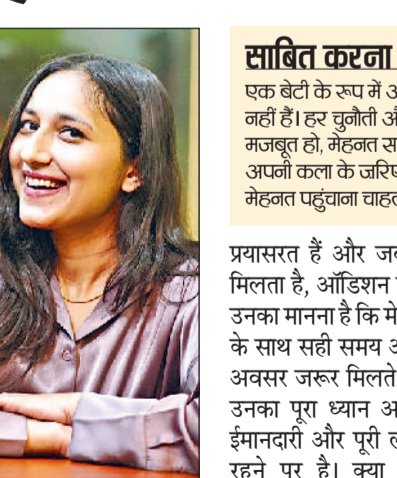 साबित करना
एक बेटी के रूप में
नहीं हैं। हर चुनौती
मजबूत हो, मेहनत
अपनी कला के
मेहनत पहुंचाना
प्रयासरत हैं और
मिलता है, ऑडिशन
उनका मानना है कि
के साथ सही समय
अवसर जरूर मिलते
उनका पूरा ध्यान
ईमानदारी और पूरी
रहने पर है। क्या